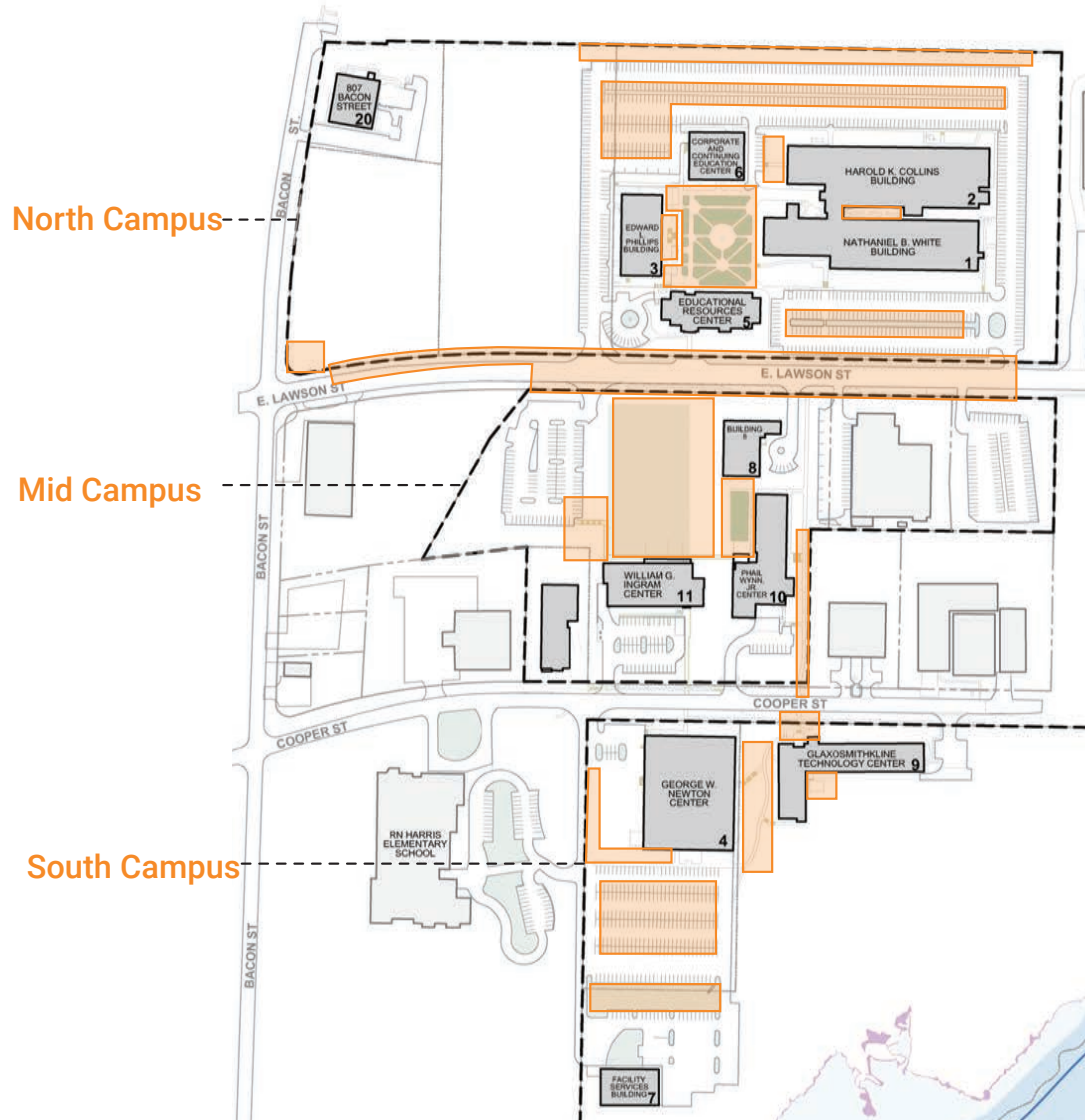 807
BACON
STREET
20
BACON ST.
North Campus
CORPORATE
AND
CONTINUING
EDUCATION
CENTER
6
HAROLD K. COLLINS
BUILDING
2
EDWARD
L.
PHILLIPS
BUILDING
3
NATHANIEL B. WHITE
BUILDING
1
EDUCATIONAL
RESOURCES
CENTER
5
E. LAWSON ST
E. LAWSON ST
Mid Campus
BUILDING
8
8
BACON ST
WILLIAM G.
INGRAM
CENTER
11
PHAIL
WYNN,
JR.
CENTER
10
COOPER ST
COOPER ST
GLAXOSMITHKLINE
TECHNOLOGY CENTER
9
GEORGE W.
NEWTON
CENTER
4
RN HARRIS
ELEMENTARY
SCHOOL
South Campus
BACON ST
FACILITY
SERVICES
BUILDING
7